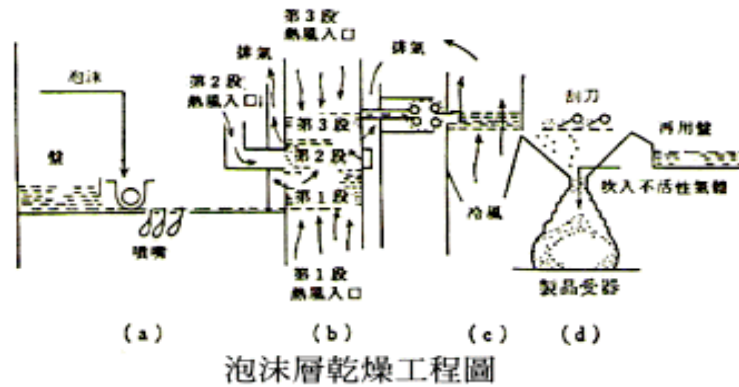 第3段
熱風入口
排氣
排氣
泡沫
第2段
熱風入口
刮刀
第3段
盤
第2段
再用盤
吹入不活性氣體
第1段
冷風
噴嘴
第1段
熱風入口
製品受器
(a)
(b)
(c)
(d)
泡沫層乾燥工程圖